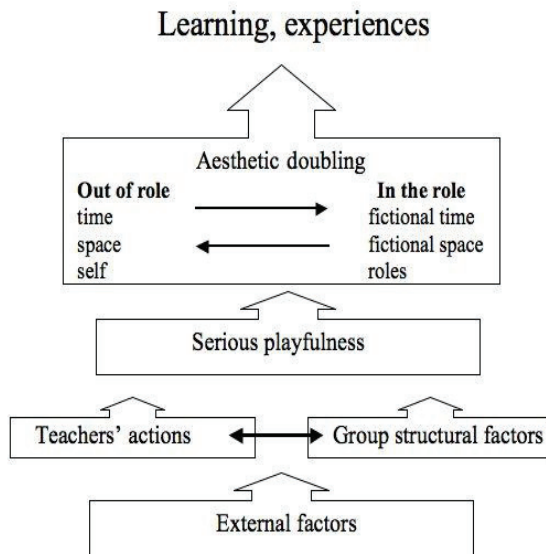 Learning, experiences
Aesthetic doubling
Out of role
In the role
time
fictional time
space
fictional space
self
roles
Serious playfulness
Teachers’ actions
Group structural factors
External factors